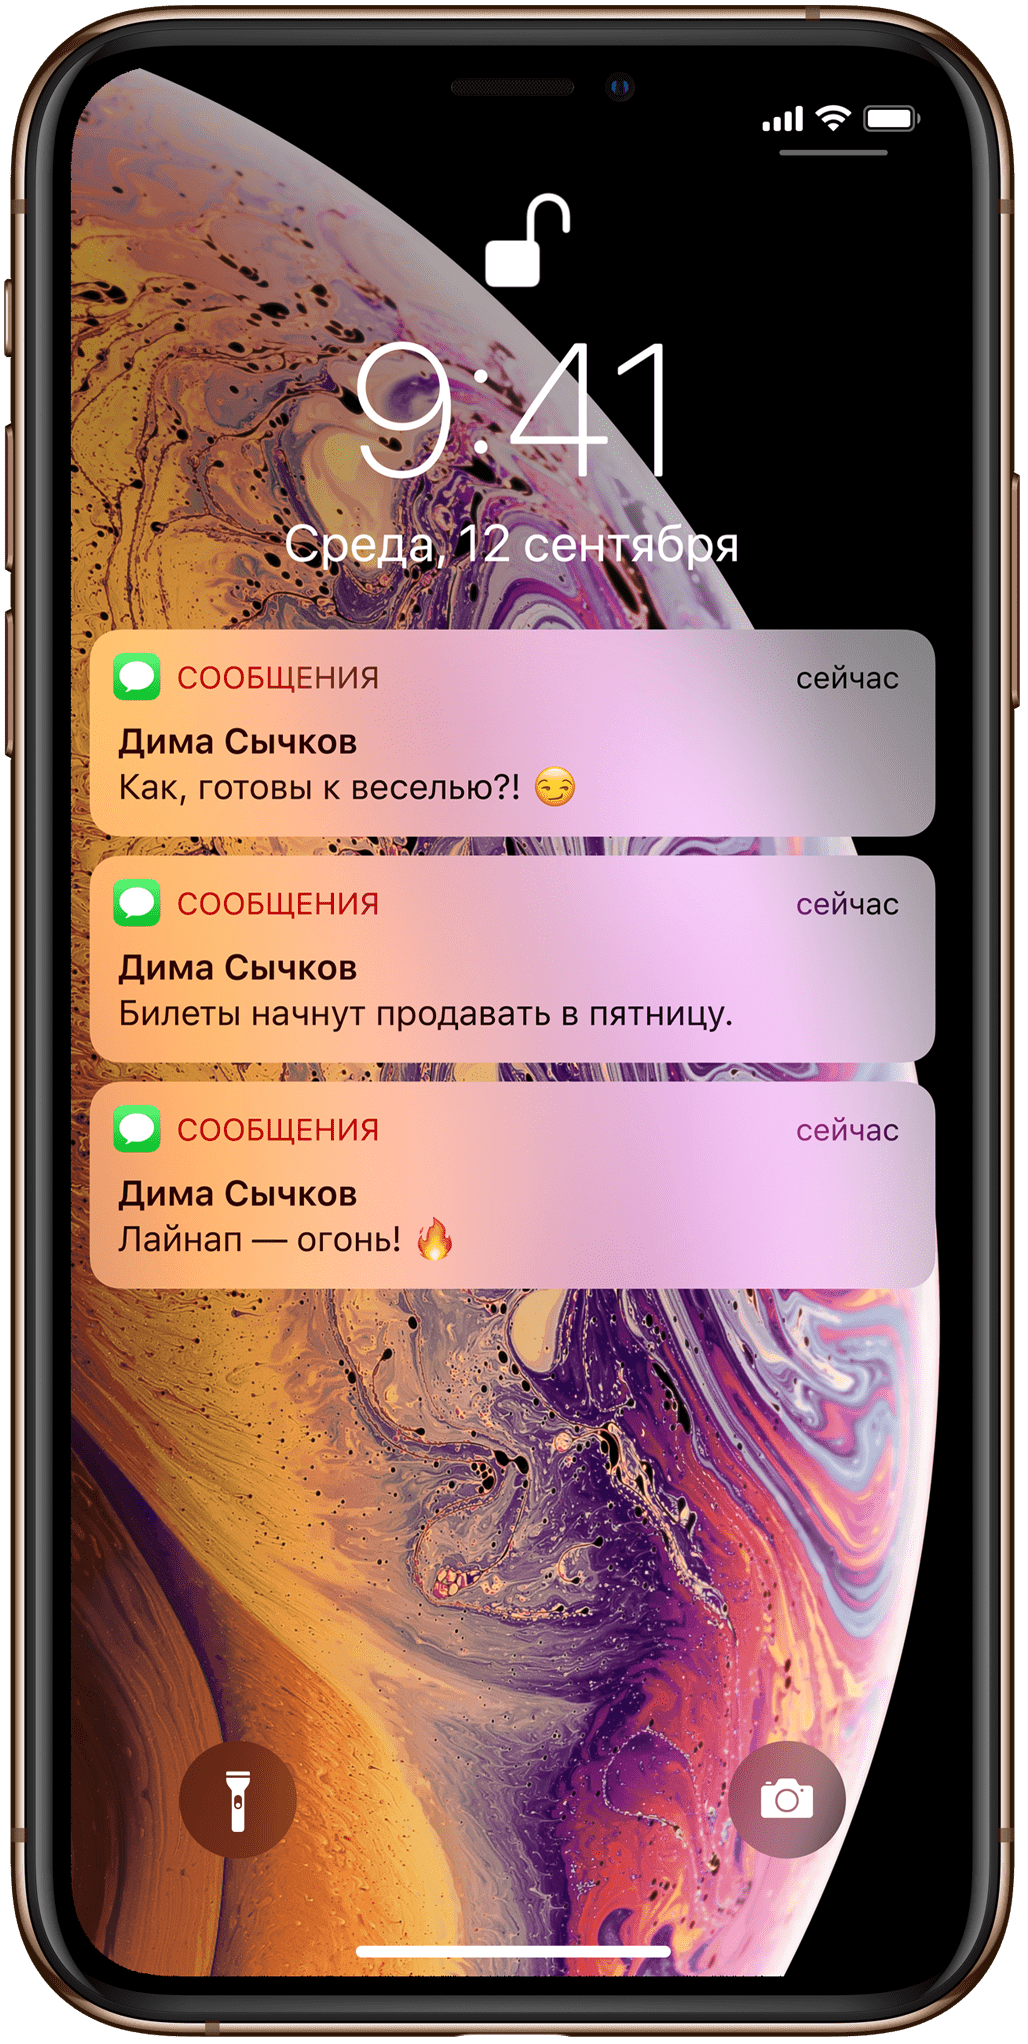 9:41
Среда, 12 сентября
СООБЩЕНИЯ сейчас
Дима Сычков
Как, готовы к веселью?! 😏
СООБЩЕНИЯ сейчас
Дима Сычков
Билеты начнут продавать в пятницу.
СООБЩЕНИЯ сейчас
Дима Сычков
Лайнап — огонь! 🔥